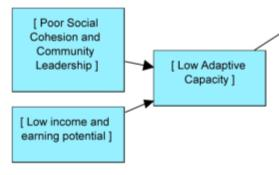 [ Poor Social
Cohesion and
Community
Leadership ]
[ Low Adaptive
Capacity ]
[ Low income and
earning potential ]